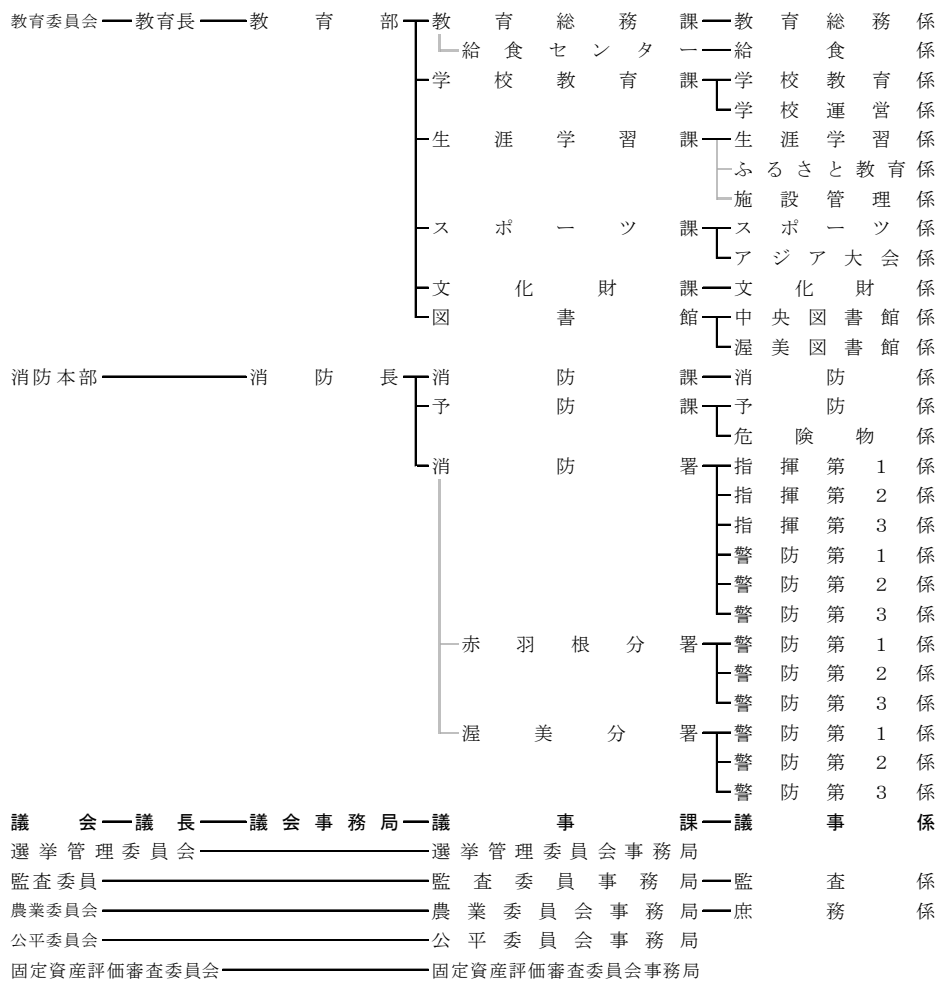 教育委員会 教育長 教育部 教育総務課 教育総務係
給食センター 給食係
学校教育課 学校教育係
学校運営係
生涯学習課 生涯学習係
ふるさと教育係
施設管理係
スポーツ課 スポーツ係
アジア大会係
文化財課 文化財係
図書館 中央図書館係
渥美図書館係
消防本部 消防長 消防課 消防係
予防課 予防係
危険物係
消防署 指揮第1係
指揮第2係
指揮第3係
警防第1係
警防第2係
警防第3係
赤羽根分署 警防第1係
警防第2係
警防第3係
渥美分署 警防第1係
警防第2係
警防第3係
議会 議長 議会事務局 議事課 議事係
選挙管理委員会 選挙管理委員会事務局
監査委員 監査委員事務局 監査係
農業委員会 農業委員会事務局 庶務係
公平委員会 公平委員会事務局
固定資産評価審査委員会 固定資産評価審査委員会事務局